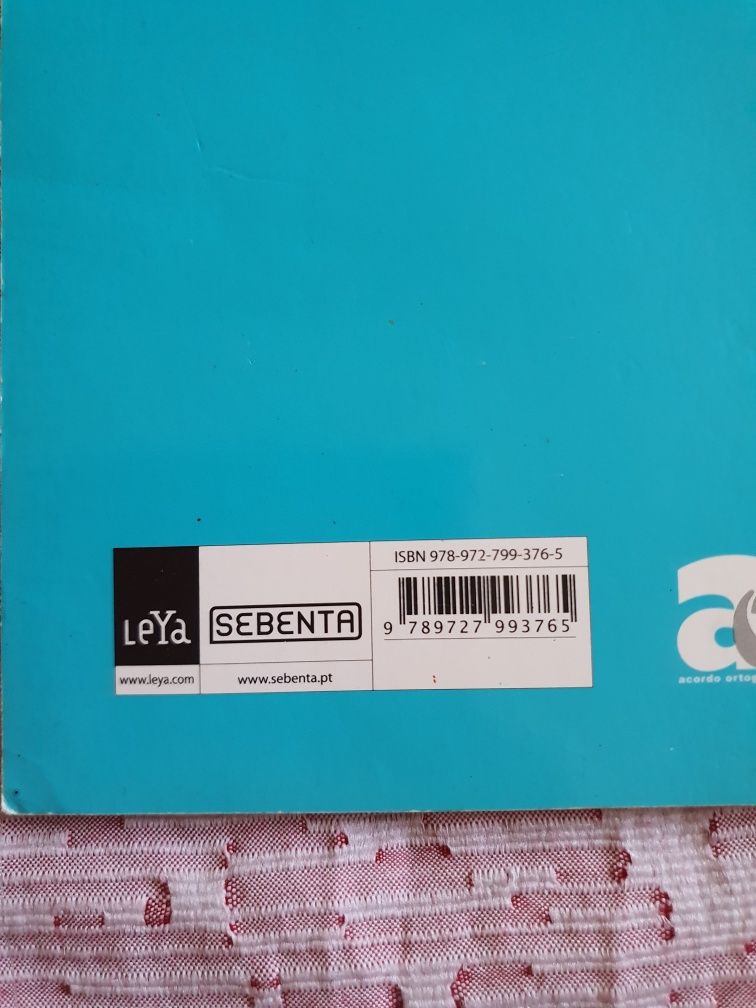 ISBN 978-972-799-376-5
LeYa
SEBENTA
9 789727 993765
www.leya.com
www.sebenta.pt
a
acordo ortog